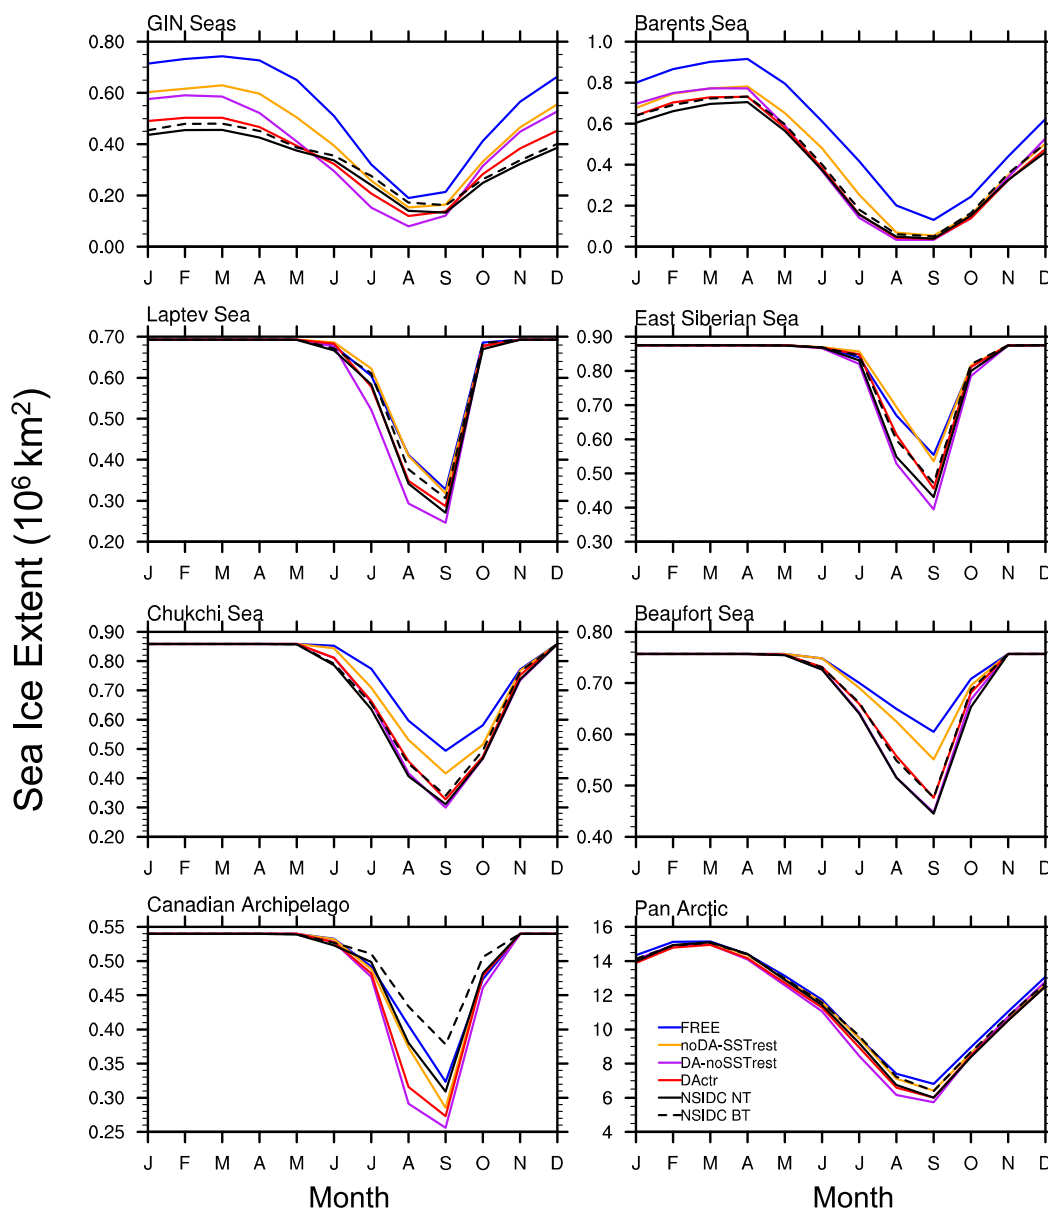 Sea Ice Extent (10⁶ km²)
GIN Seas
0.80
0.60
0.40
0.20
0.00
J F M A M J J A S O N D
Barents Sea
1.0
0.8
0.6
0.4
0.2
0.0
J F M A M J J A S O N D
Laptev Sea
0.70
0.60
0.50
0.40
0.30
0.20
J F M A M J J A S O N D
East Siberian Sea
0.90
0.80
0.70
0.60
0.50
0.40
0.30
J F M A M J J A S O N D
Chukchi Sea
0.90
0.80
0.70
0.60
0.50
0.40
0.30
0.20
J F M A M J J A S O N D
Beaufort Sea
0.80
0.70
0.60
0.50
0.40
J F M A M J J A S O N D
Canadian Archipelago
0.55
0.50
0.45
0.40
0.35
0.30
0.25
J F M A M J J A S O N D
Month
Pan Arctic
16
14
12
10
8
6
4
FREE
noDA-SSTrest
DA-noSSTrest
DActr
NSIDC NT
NSIDC BT
J F M A M J J A S O N D
Month